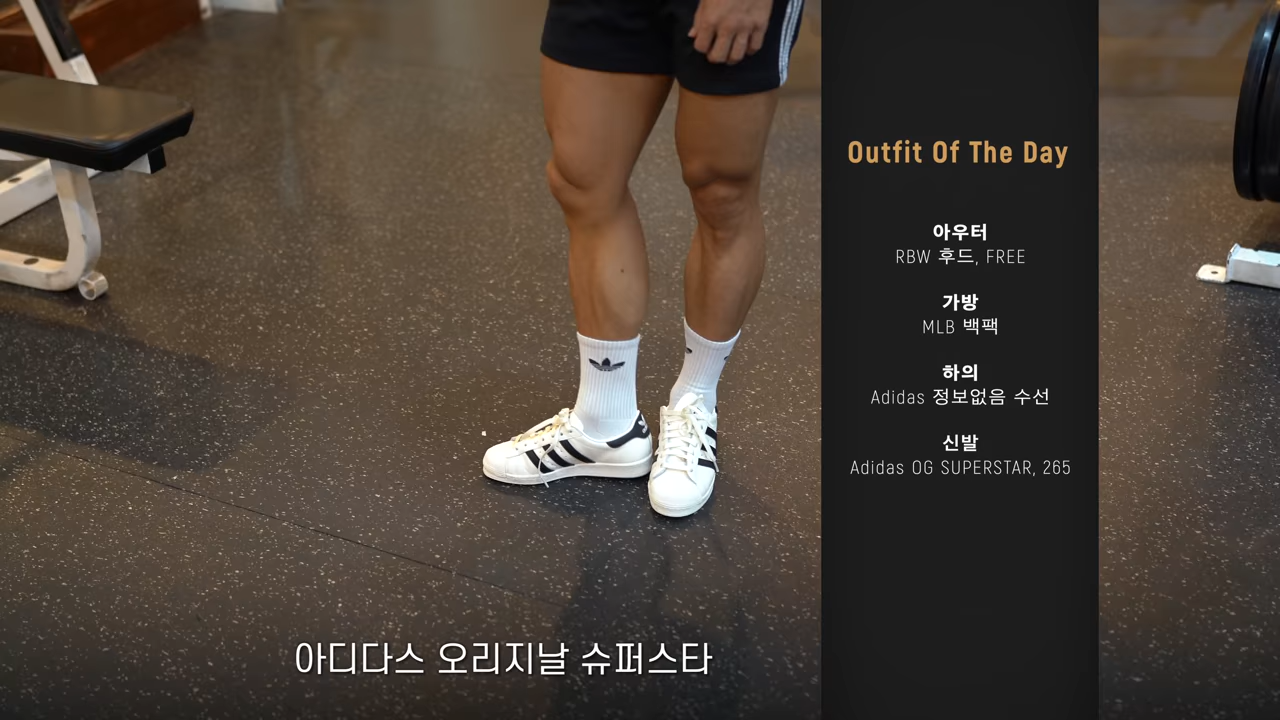 Outfit Of The Day
아우터
RBW 후드, FREE
가방
MLB 백팩
하의
Adidas 정보없음 수선
신발
Adidas OG SUPERSTAR, 265
아디다스 오리지날 슈퍼스타